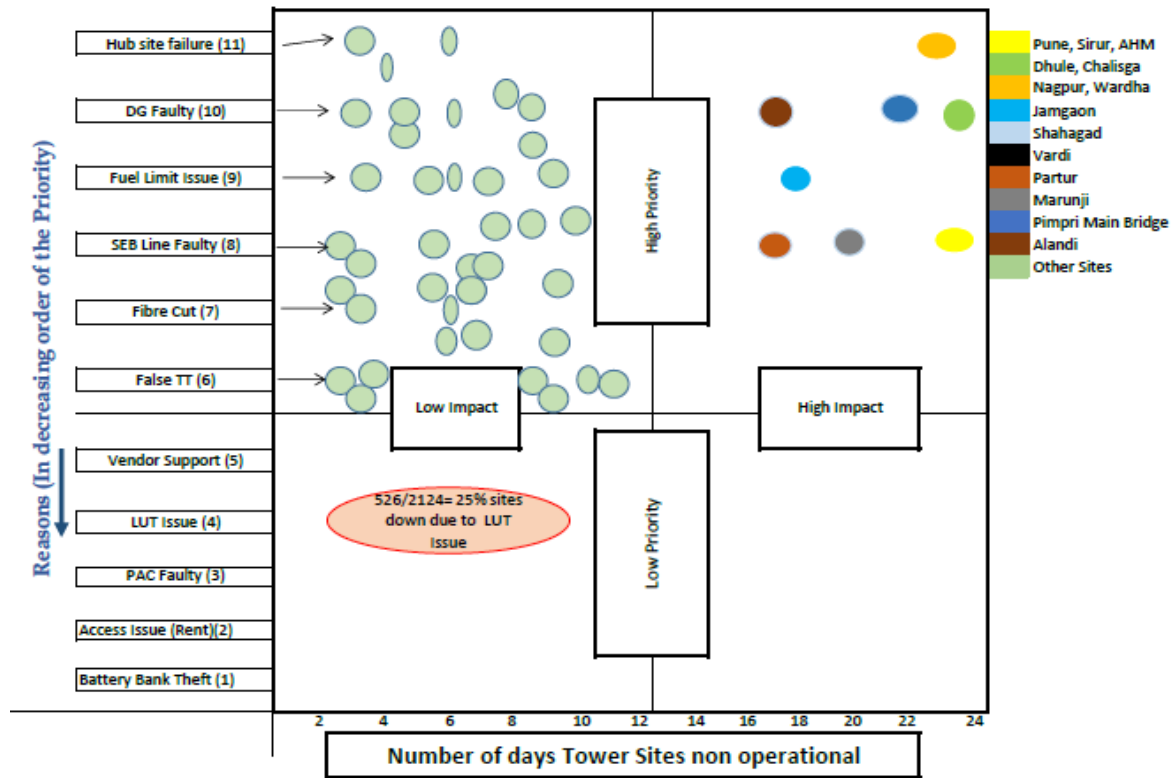 Hub site failure (11)
DG Faulty (10)
Fuel Limit Issue (9)
SEB Line Faulty (8)
Fibre Cut (7)
False TT (6)
Vendor Support (5)
LUT Issue (4)
PAC Faulty (3)
Access Issue (Rent)(2)
Battery Bank Theft (1)
Reasons (In decreasing order of the Priority)
High Priority
Low Impact
High Impact
Low Priority
526/2124= 25% sites
down due to LUT
Issue
2 4 6 8 10 12 14 16 18 20 22 24
Number of days Tower Sites non operational
Pune, Sirur, AHM
Dhule, Chalisga
Nagpur, Wardha
Jamgaon
Shahagad
Vardi
Partur
Marunji
Pimpri Main Bridge
Alandi
Other Sites